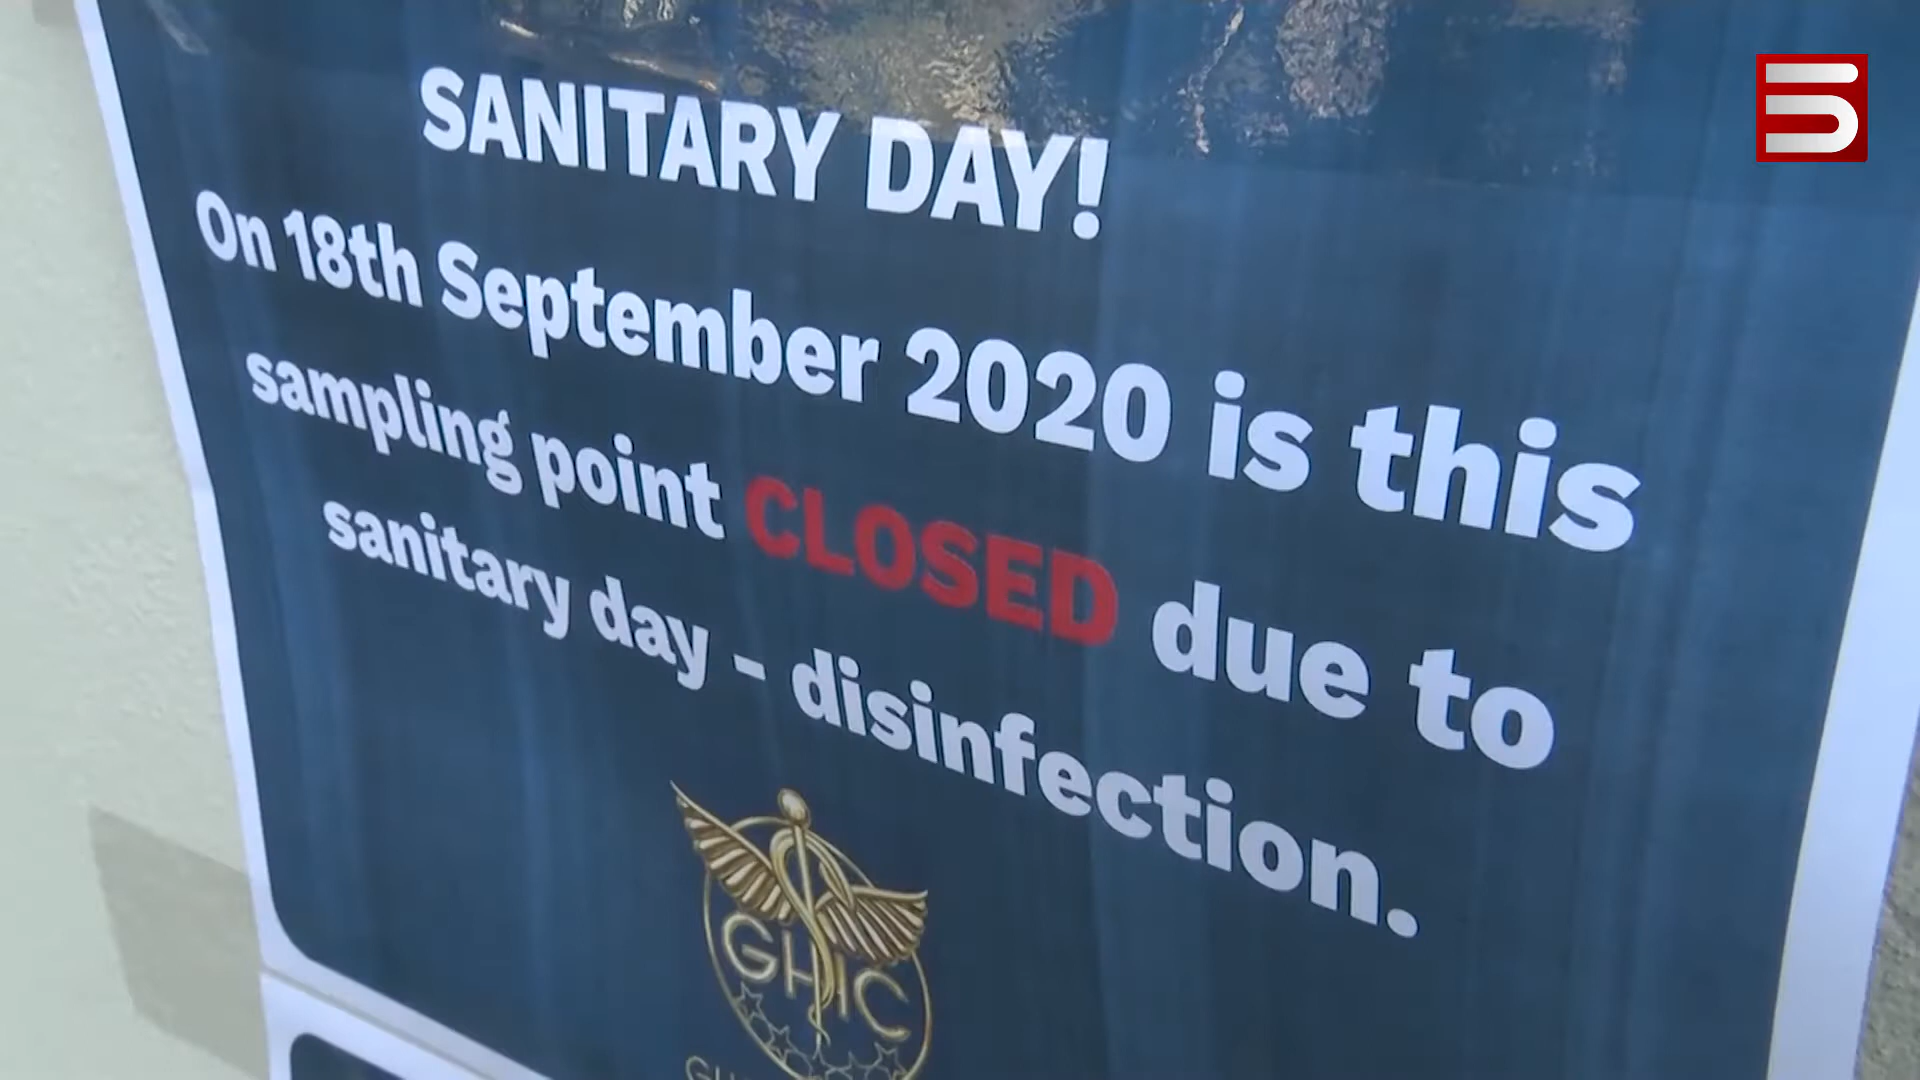 SANITARY DAY!
On 18th September 2020 is this
sampling point CLOSED due to
sanitary day - disinfection.
GHC